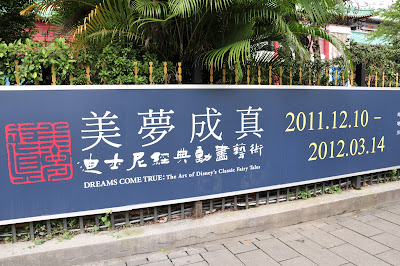 美夢成真
迪士尼經典動畫藝術
DREAMS COME TRUE: The Art of Disney's Classic Fairy Tales
2011.12.10 –
2012.03.14